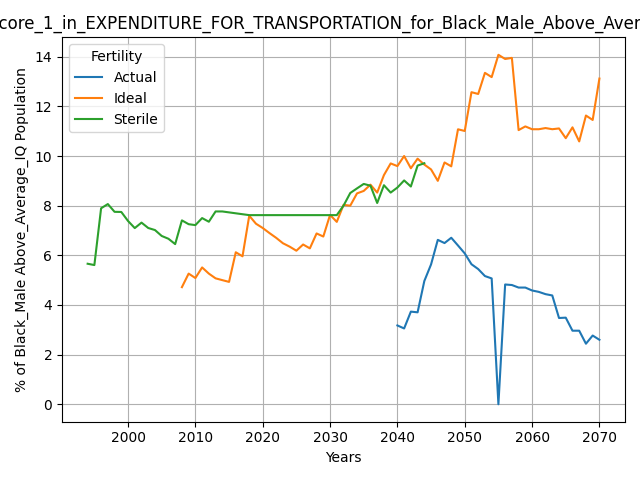 core_1_in_EXPENDITURE_FOR_TRANSPORTATION_for_Black_Male_Above_Aver
Fertility
Actual
Ideal
Sterile
% of Black_Male Above_Average_IQ Population
14
12
10
8
6
4
2
0
2000 2010 2020 2030 2040 2050 2060 2070
Years